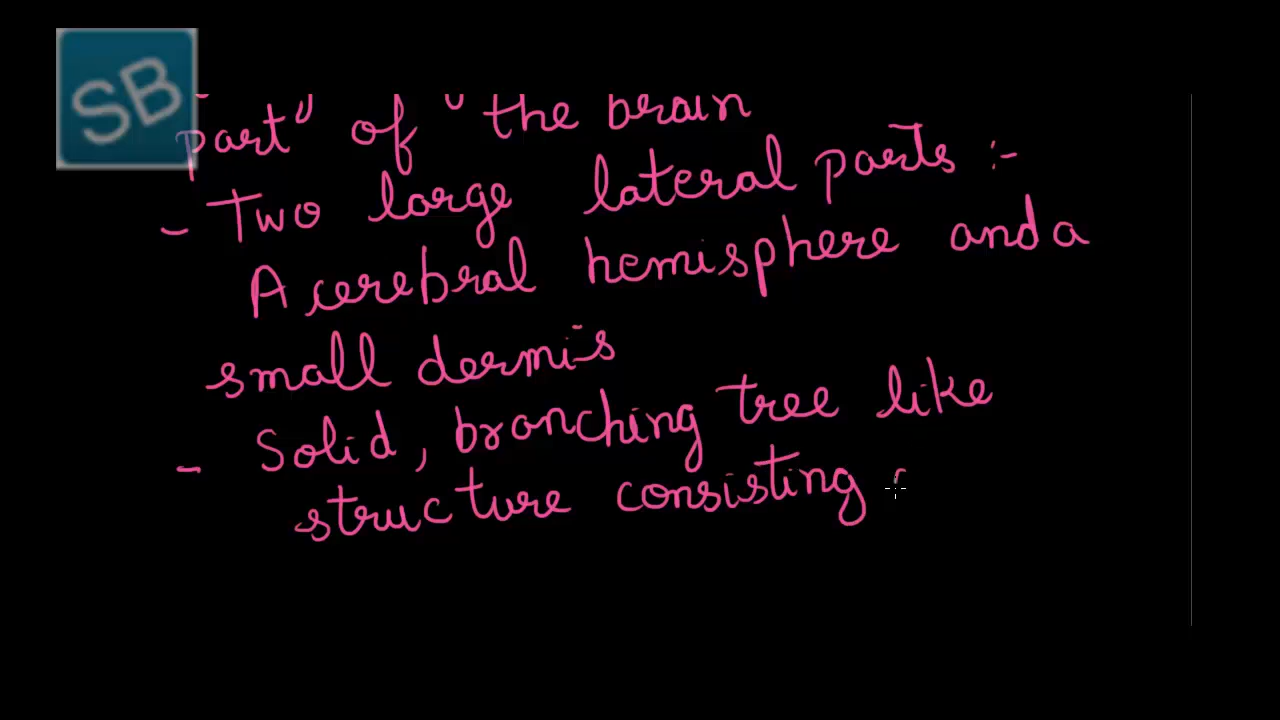 SB
part" of "the brain
- Two large lateral parts :-
A cerebral hemisphere and a
small dermis
- Solid, branching tree like
structure consisting